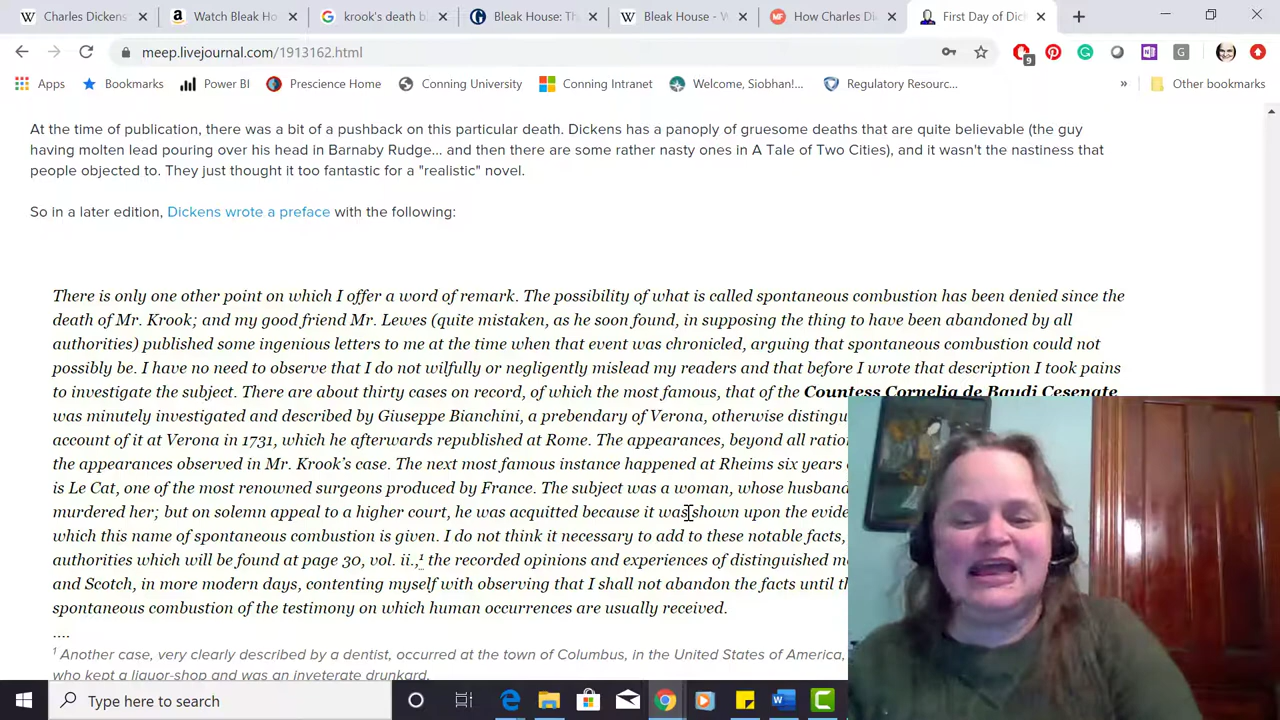 Charles Dickens
Watch Bleak Ho
krook's death bl
Bleak House: Th
Bleak House - W
How Charles Di
First Day of Dic
meep.livejournal.com/1913162.html
9
G
Apps
Bookmarks
Power BI
Prescience Home
Conning University
Conning Intranet
Welcome, Siobhan!...
Regulatory Resourc...
»
Other bookmarks
At the time of publication, there was a bit of a pushback on this particular death. Dickens has a panoply of gruesome deaths that are quite believable (the guy
having molten lead pouring over his head in Barnaby Rudge... and then there are some rather nasty ones in A Tale of Two Cities), and it wasn't the nastiness that
people objected to. They just thought it too fantastic for a "realistic" novel.
So in a later edition, Dickens wrote a preface with the following:
There is only one other point on which I offer a word of remark. The possibility of what is called spontaneous combustion has been denied since the
death of Mr. Krook; and my good friend Mr. Lewes (quite mistaken, as he soon found, in supposing the thing to have been abandoned by all
authorities) published some ingenious letters to me at the time when that event was chronicled, arguing that spontaneous combustion could not
possibly be. I have no need to observe that I do not wilfully or negligently mislead my readers and that before I wrote that description I took pains
to investigate the subject. There are about thirty cases on record, of which the most famous, that of the Countess Cornelia de Baudi Cesenate
was minutely investigated and described by Giuseppe Bianchini, a prebendary of Verona, otherwise disting
account of it at Verona in 1731, which he afterwards republished at Rome. The appearances, beyond all ration
the appearances observed in Mr. Krook's case. The next most famous instance happened at Rheims six years
is Le Cat, one of the most renowned surgeons produced by France. The subject was a woman, whose husband
murdered her; but on solemn appeal to a higher court, he was acquitted because it was shown upon the evide
which this name of spontaneous combustion is given. I do not think it necessary to add to these notable facts,
authorities which will be found at page 30, vol. ii.,¹ the recorded opinions and experiences of distinguished m
and Scotch, in more modern days, contenting myself with observing that I shall not abandon the facts until th
spontaneous combustion of the testimony on which human occurrences are usually received.
....
¹ Another case, very clearly described by a dentist, occurred at the town of Columbus, in the United States of America,
who kept a liquor-shop and was an inveterate drunkard.
Type here to search